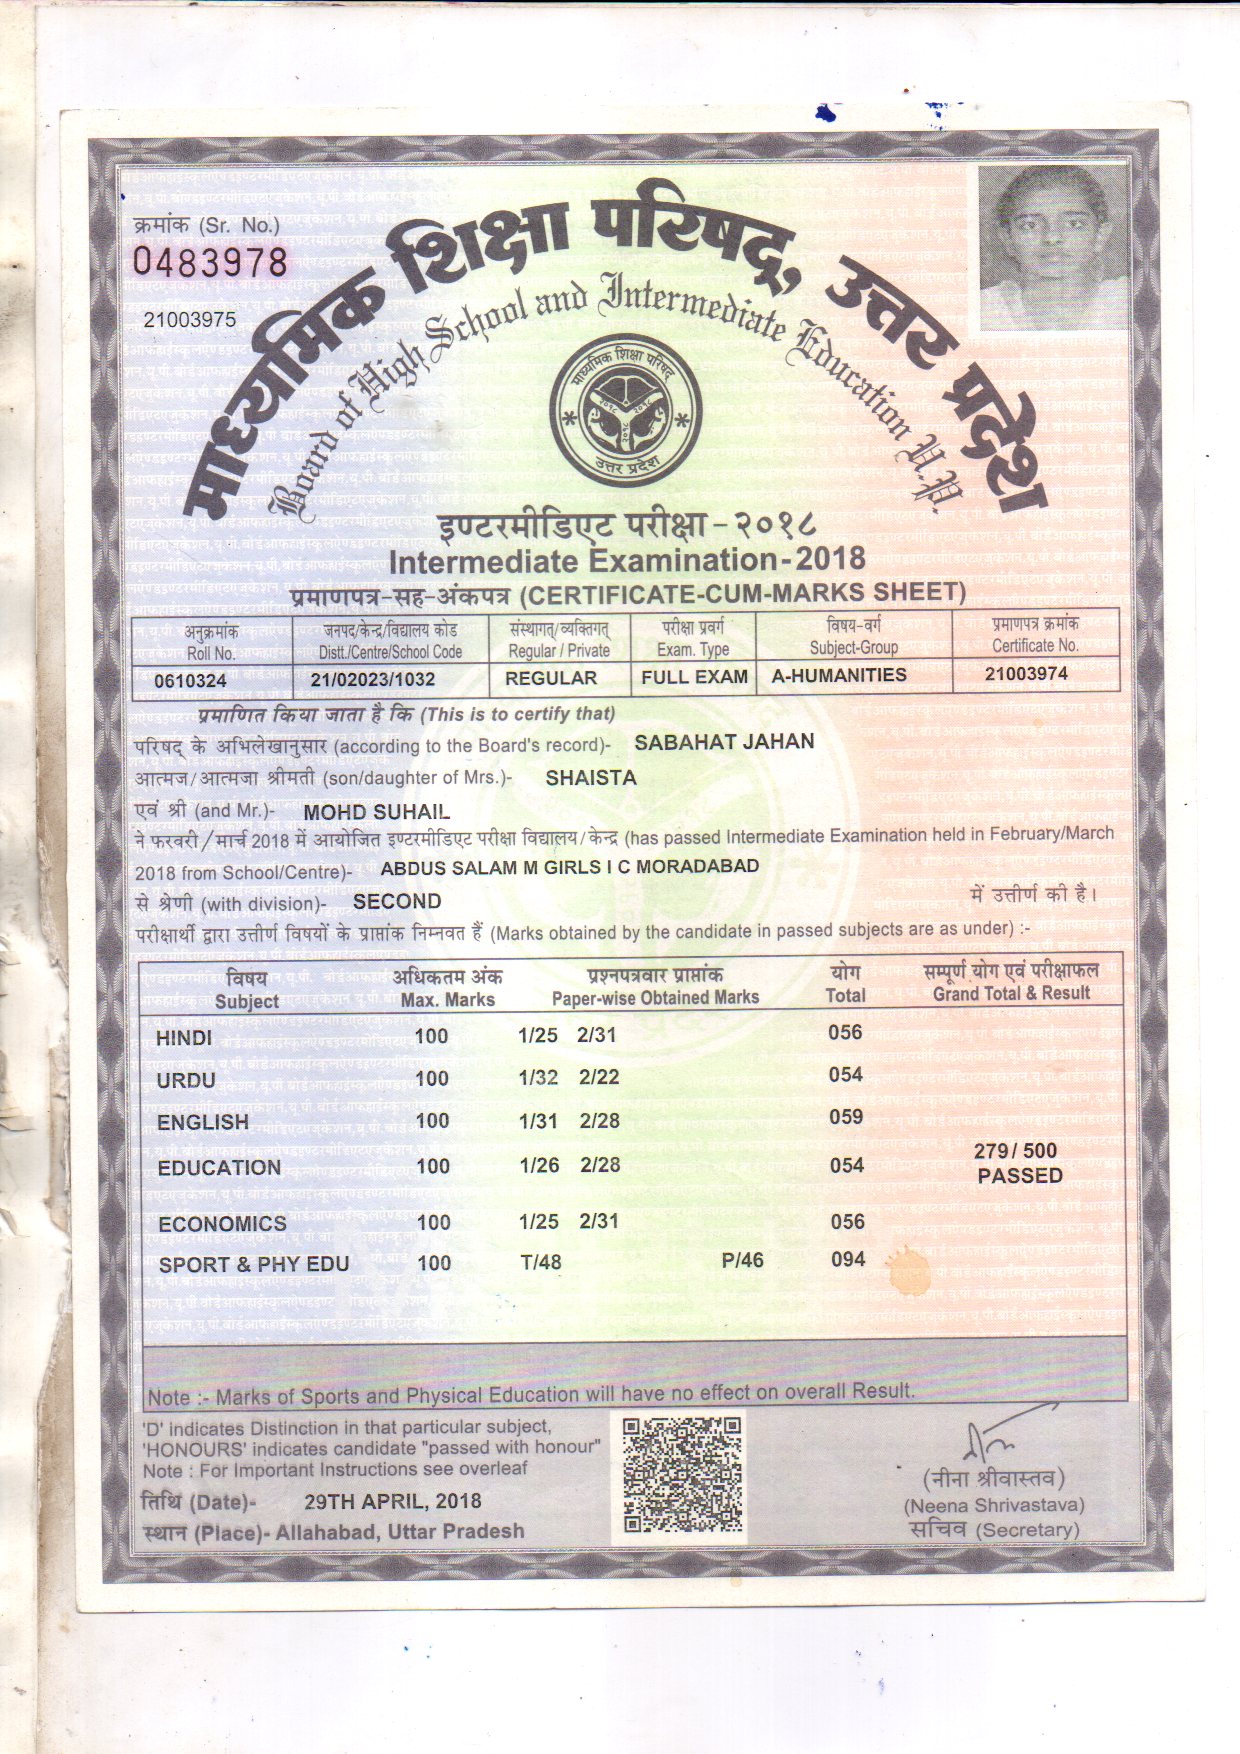 क्रमांक (Sr. No.)
0483978
21003975
माध्यमिक शिक्षा परिषद्, उत्तर प्रदेश
Board of High School and Intermediate Education U.P.
माध्यमिक शिक्षा परिषद्
२०१८ २०१८
२०१८
उत्तर प्रदेश
इण्टरमीडिएट परीक्षा - २०१८
Intermediate Examination - 2018
प्रमाणपत्र-सह-अंकपत्र (CERTIFICATE-CUM-MARKS SHEET)
अनुक्रमांक जनपद/केन्द्र/विद्यालय कोड संस्थागत्/व्यक्तिगत् परीक्षा प्रवर्ग विषय-वर्ग प्रमाणपत्र क्रमांक
Roll No. Distt./Centre/School Code Regular / Private Exam. Type Subject-Group Certificate No.
0610324 21/02023/1032 REGULAR FULL EXAM A-HUMANITIES 21003974
प्रमाणित किया जाता है कि (This is to certify that)
परिषद् के अभिलेखानुसार (according to the Board's record)- SABAHAT JAHAN
आत्मज/आत्मजा श्रीमती (son/daughter of Mrs.)- SHAISTA
एवं श्री (and Mr.)- MOHD SUHAIL
ने फरवरी/मार्च 2018 में आयोजित इण्टरमीडिएट परीक्षा विद्यालय/केन्द्र (has passed Intermediate Examination held in February/March
2018 from School/Centre)- ABDUS SALAM M GIRLS I C MORADABAD
से श्रेणी (with division)- SECOND में उत्तीर्ण की है।
परीक्षार्थी द्वारा उत्तीर्ण विषयों के प्राप्तांक निम्नवत हैं (Marks obtained by the candidate in passed subjects are as under) :-
विषय अधिकतम अंक प्रश्नपत्रवार प्राप्तांक योग सम्पूर्ण योग एवं परीक्षाफल
Subject Max. Marks Paper-wise Obtained Marks Total Grand Total & Result
HINDI 100 1/25 2/31 056
URDU 100 1/32 2/22 054
ENGLISH 100 1/31 2/28 059
279/ 500
EDUCATION 100 1/26 2/28 054
PASSED
ECONOMICS 100 1/25 2/31 056
SPORT & PHY EDU 100 T/48 P/46 094
Note :- Marks of Sports and Physical Education will have no effect on overall Result.
'D' indicates Distinction in that particular subject,
'HONOURS' indicates candidate "passed with honour"
Note : For Important Instructions see overleaf
तिथि (Date)- 29TH APRIL, 2018
स्थान (Place)- Allahabad, Uttar Pradesh
(नीना श्रीवास्तव)
(Neena Shrivastava)
सचिव (Secretary)